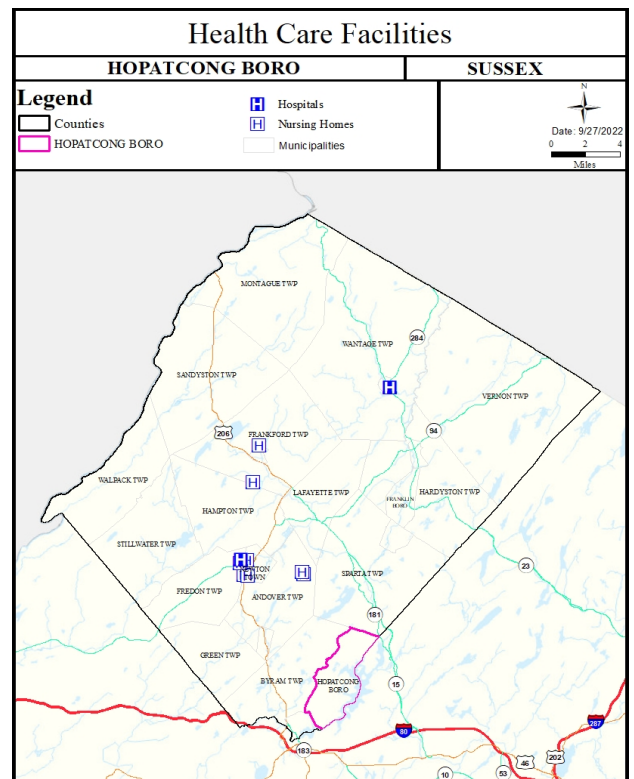 Health Care Facilities
HOPATCONG BORO
SUSSEX
Legend
Counties
HOPATCONG BORO
H Hospitals
H Nursing Homes
Municipalities
N
Date: 9/27/2022
0 2 4
Miles
MONTAGUE TWP
WANTAGE TWP
284
H
SANDYSTON TWP
VERNON TWP
206
FRANKFORD TWP
94
H
WALPACK TWP
H
LAFAYETTE TWP
FRANKLIN
BORO
HARDYSTON TWP
HAMPTON TWP
STILLWATER TWP
H
TOWN
H
SPARTA TWP
23
FREDON TWP
ANDOVER TWP
181
GREEN TWP
BYRAM TWP
HOPATCONG
BORO
15
80
287
183
46
202
10
53